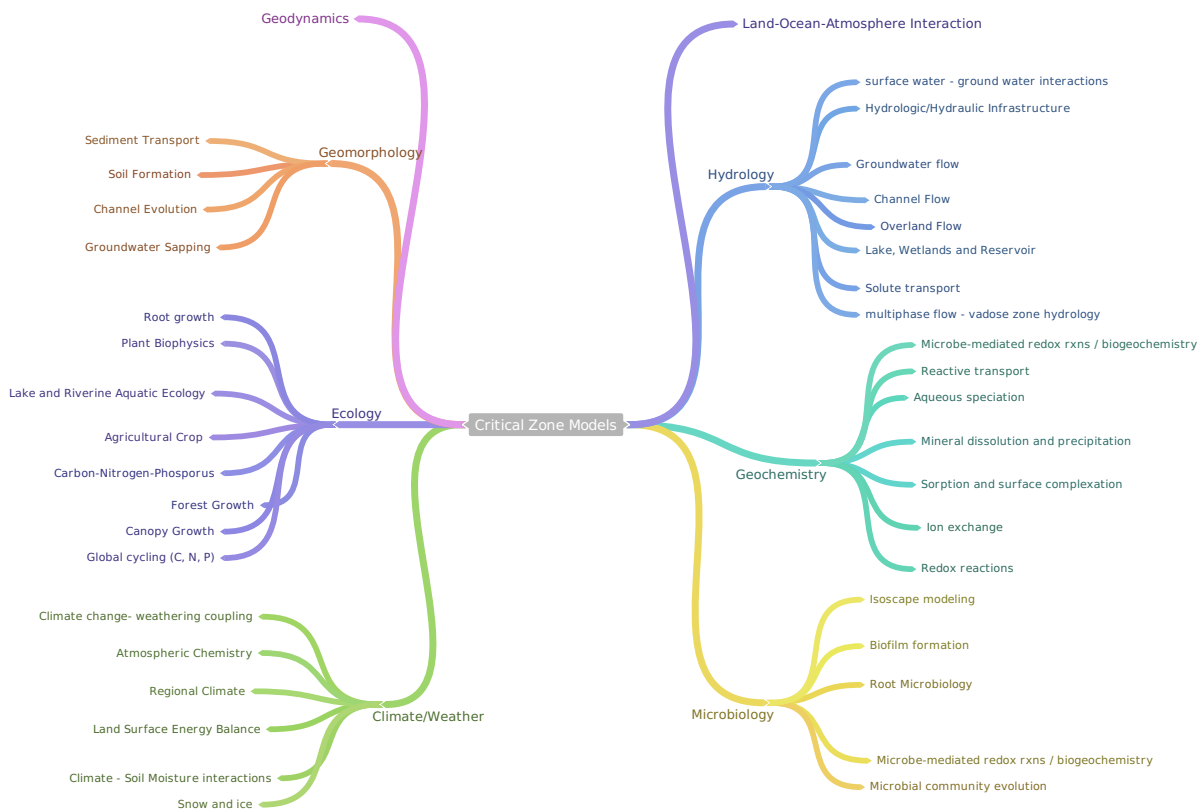 Geodynamics
Land-Ocean-Atmosphere Interaction
Geomorphology
Sediment Transport
Soil Formation
Channel Evolution
Groundwater Sapping
Ecology
Root growth
Plant Biophysics
Lake and Riverine Aquatic Ecology
Agricultural Crop
Carbon-Nitrogen-Phosporus
Forest Growth
Canopy Growth
Global cycling (C, N, P)
Climate/Weather
Climate change- weathering coupling
Atmospheric Chemistry
Regional Climate
Land Surface Energy Balance
Climate - Soil Moisture interactions
Snow and ice
Critical Zone Models
Hydrology
surface water - ground water interactions
Hydrologic/Hydraulic Infrastructure
Groundwater flow
Channel Flow
Overland Flow
Lake, Wetlands and Reservoir
Solute transport
multiphase flow - vadose zone hydrology
Geochemistry
Microbe-mediated redox rxns / biogeochemistry
Reactive transport
Aqueous speciation
Mineral dissolution and precipitation
Sorption and surface complexation
Ion exchange
Redox reactions
Microbiology
Isoscape modeling
Biofilm formation
Root Microbiology
Microbe-mediated redox rxns / biogeochemistry
Microbial community evolution